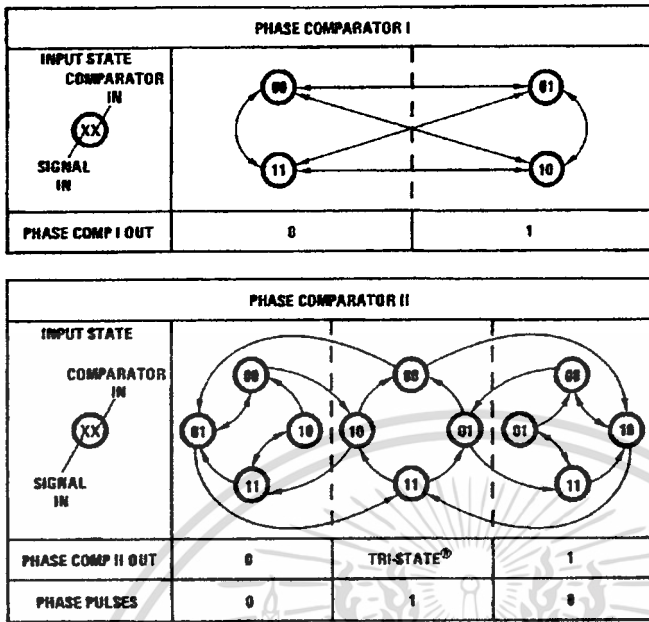 PHASE COMPARATOR I
INPUT STATE
COMPARATOR
IN
XX
SIGNAL
IN
00
01
11
10
PHASE COMP I OUT
0
1
PHASE COMPARATOR II
INPUT STATE
COMPARATOR
IN
XX
SIGNAL
IN
00
00
00
01
10
10
01
01
10
11
11
11
PHASE COMP II OUT
0
TRI-STATE®
1
PHASE PULSES
0
1
0